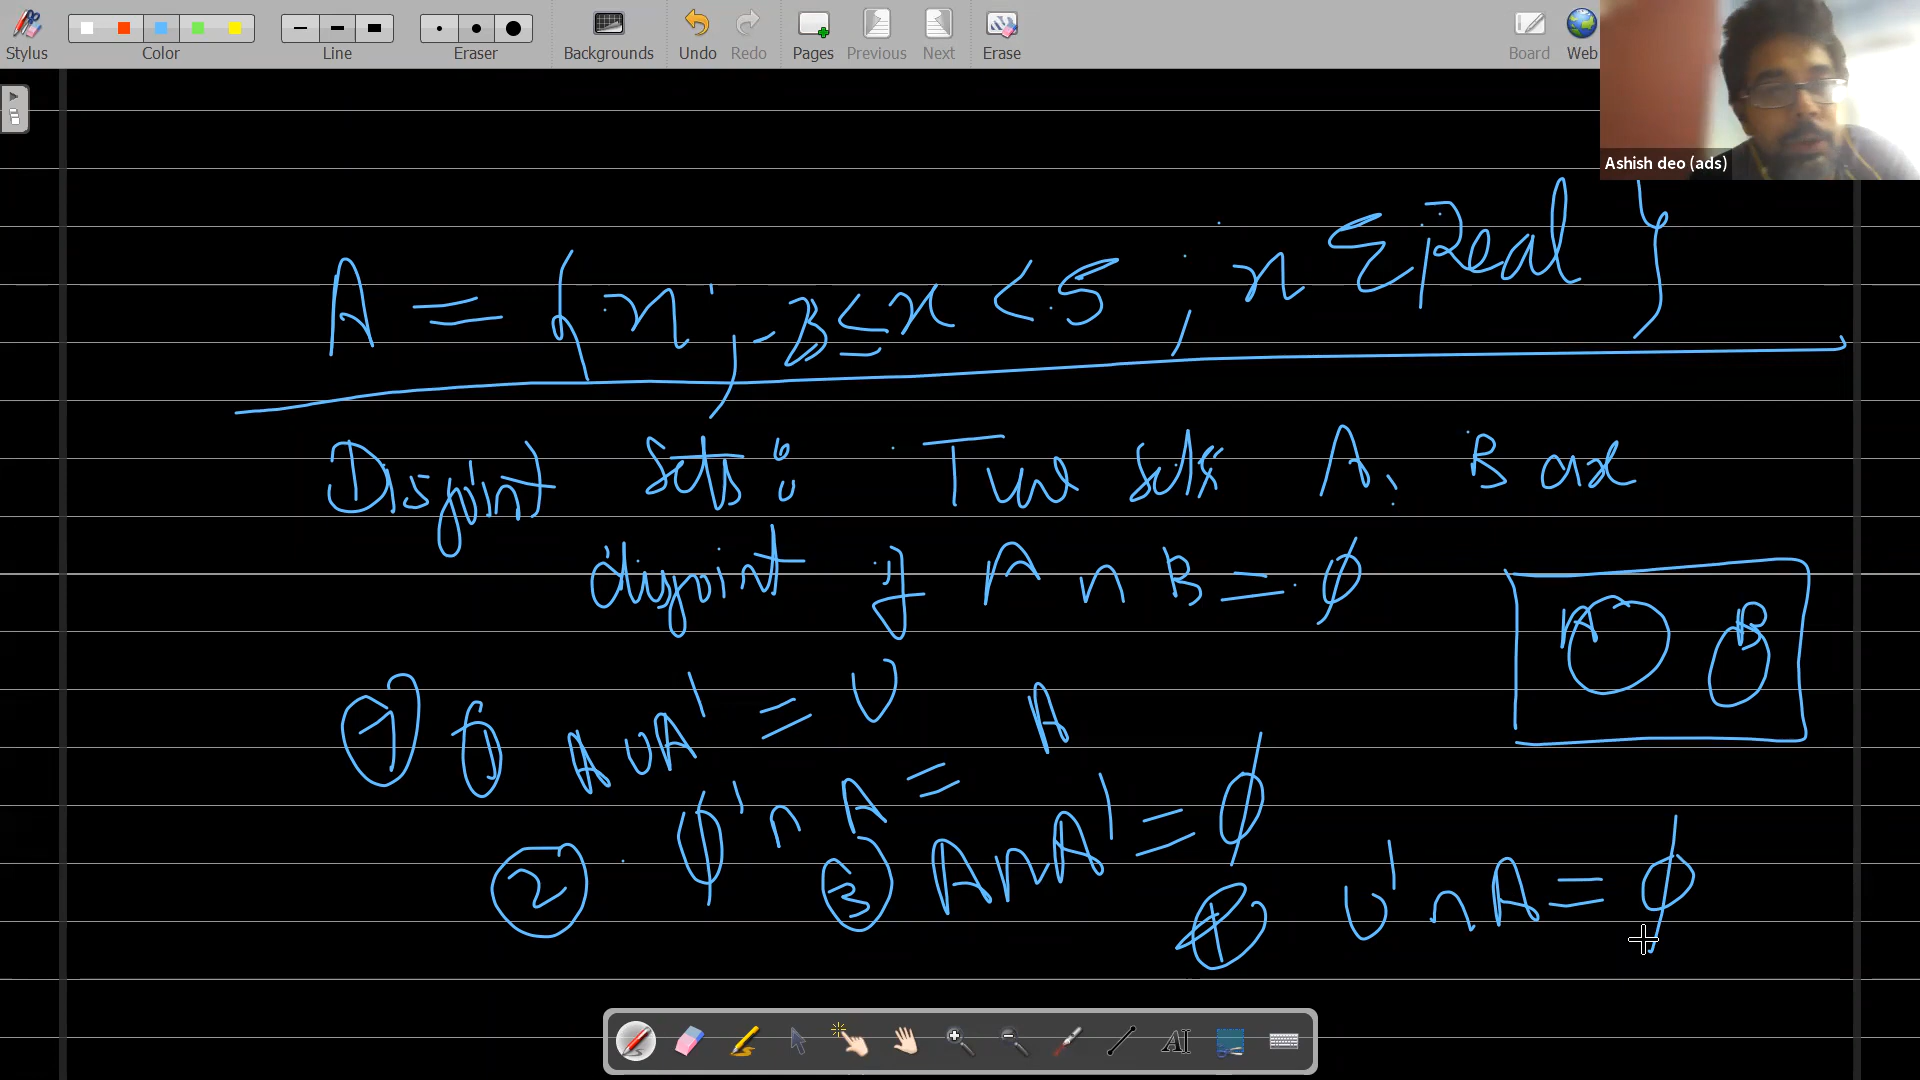 Stylus Color Line Eraser Backgrounds Undo Redo Pages Previous Next Erase Board Web
Ashish deo (ads)
A = { x ; -3 ≤ x < 5 , x ∈ Real }
Disjoint sets : Two sets A, B are
disjoint if A ∩ B = ϕ
A B
⑦ ① A ∪ A' = U
② ϕ' ∩ A = A
③ A ∩ A' = ϕ
④ U' ∩ A = ϕ